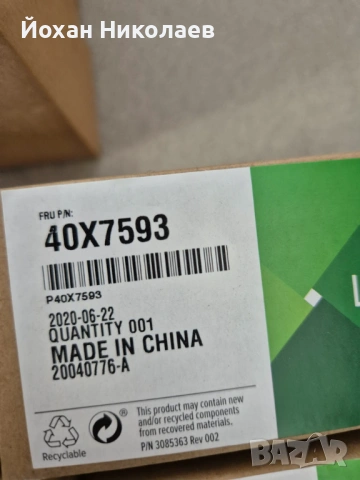 Йохан Николаев
FRU P/N:
40X7593
P40X7593
2020-06-22
QUANTITY 001
MADE IN CHINA
20040776-A
Recyclable
This product may contain new
and/or recycled components
from recovered materials.
P/N 3085363 Rev 002
L
BAZAR